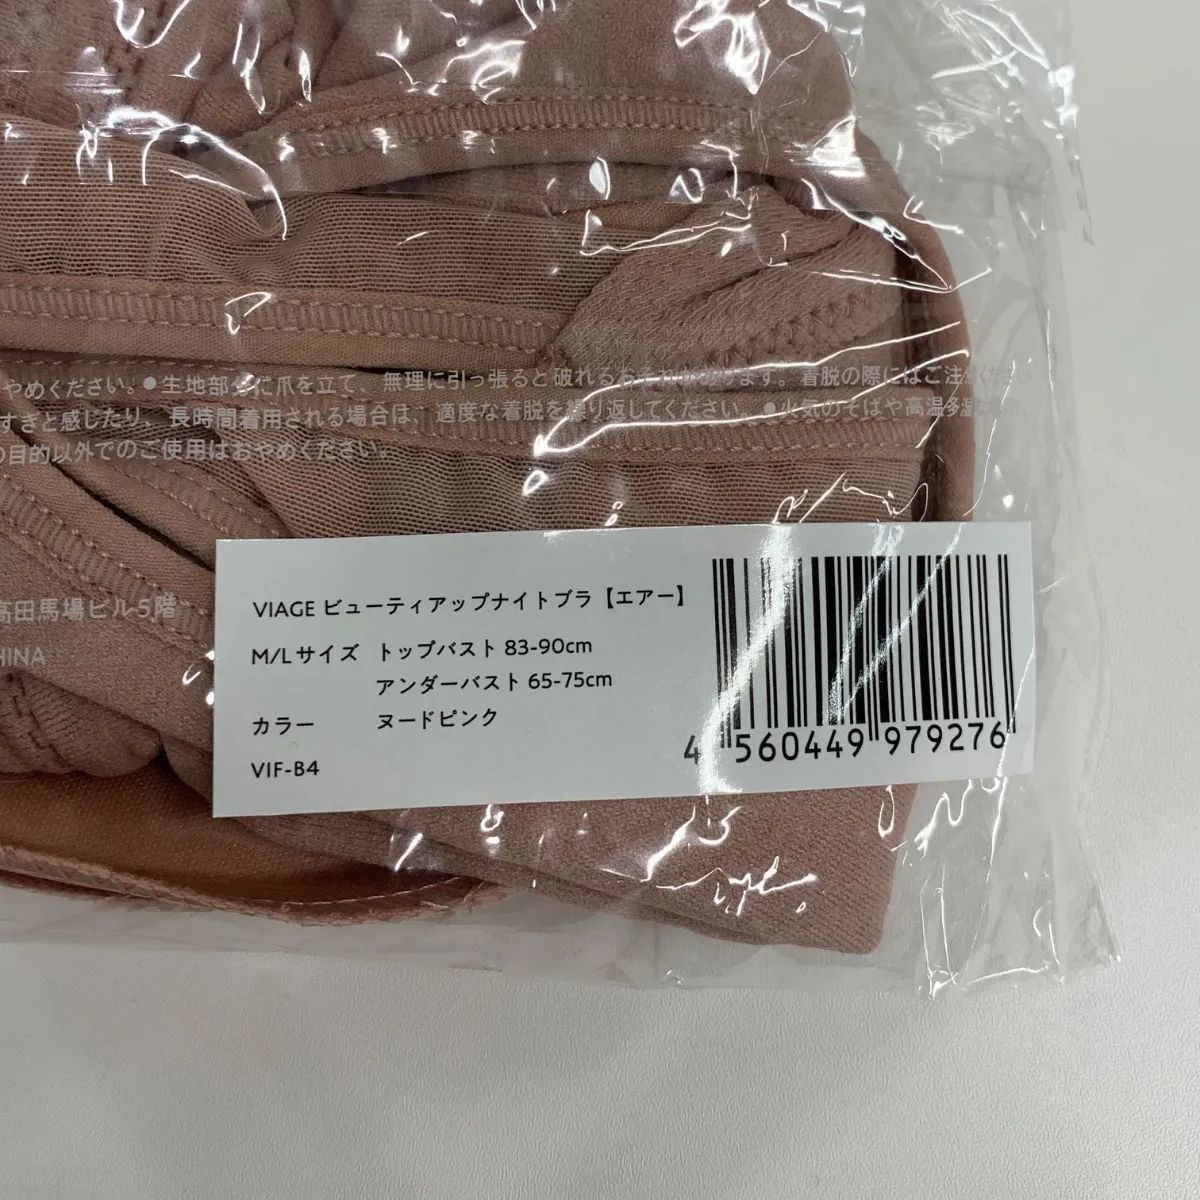 やめください。●生地部分に爪を立て、無理に引っ張ると破れるおそれがあります。着脱の際にはご注意ください
すぎと感じたり、長時間着用される場合は、適度な着脱を繰り返してください。●火気のそばや高温多湿
の目的以外でのご使用はおやめください。
高田馬場ビル5階
HINA
VIAGE ビューティアップナイトブラ【エアー】
M/Lサイズ トップバスト 83-90cm
アンダーバスト 65-75cm
カラー ヌードピンク
VIF-B4
4 560449 979276